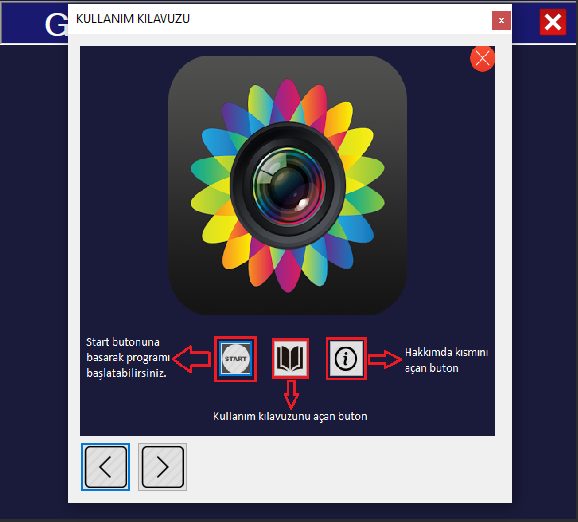 G
KULLANIM KILAVUZU
Start butonuna
basarak programı
başlatabilirsiniz.
START
Hakkımda kısmını
açan buton
Kullanım kılavuzunu açan buton